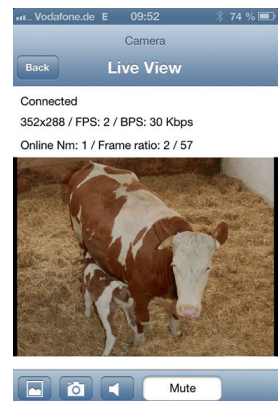 Vodafone.de E 09:52 74 %
Camera
Back Live View
Connected
352x288 / FPS: 2 / BPS: 30 Kbps
Online Nm: 1 / Frame ratio: 2 / 57
Mute